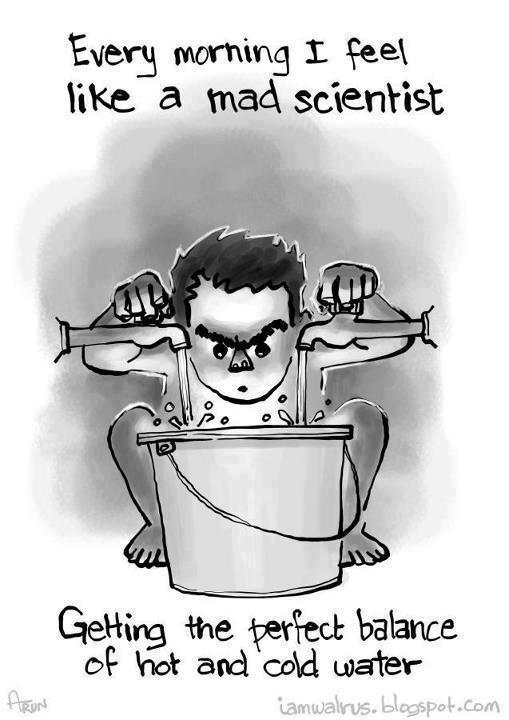 Every morning I feel
like a mad scientist
Getting the perfect balance
of hot and cold water
ARUN
iamwalrus.blogspot.com